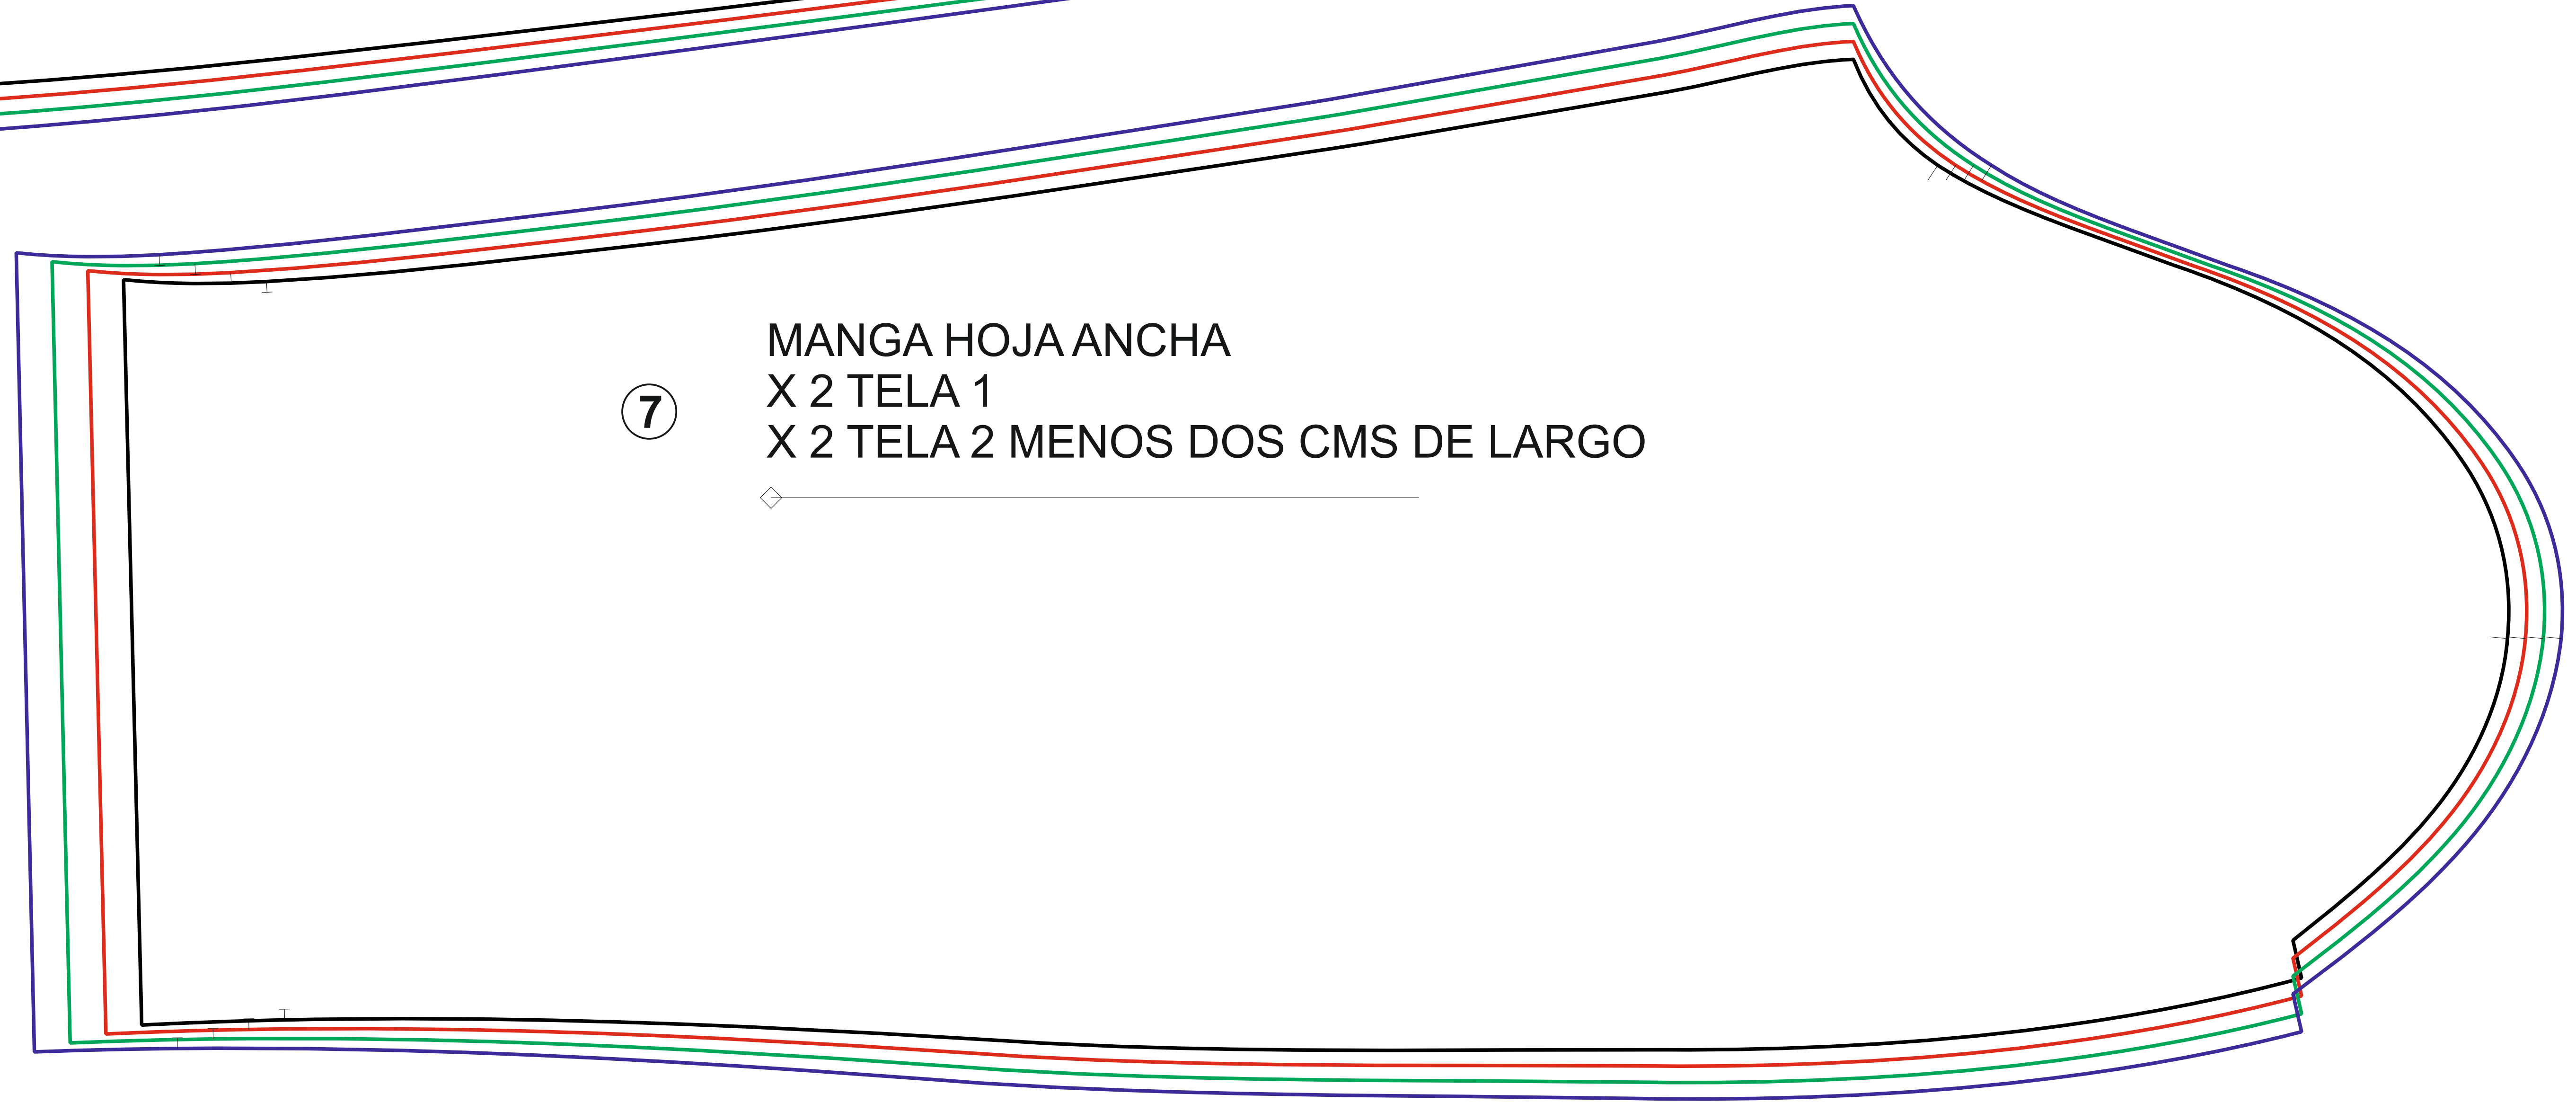 MANGA HOJA ANCHA
X 2 TELA 1
7
X 2 TELA 2 MENOS DOS CMS DE LARGO